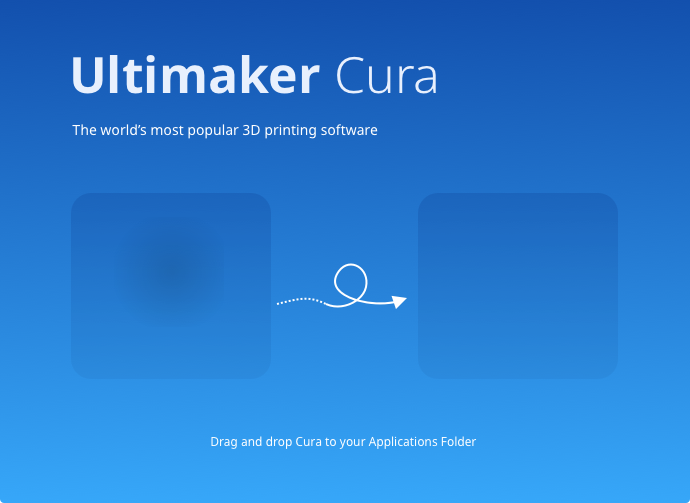 Ultimaker Cura
The world’s most popular 3D printing software
Drag and drop Cura to your Applications Folder